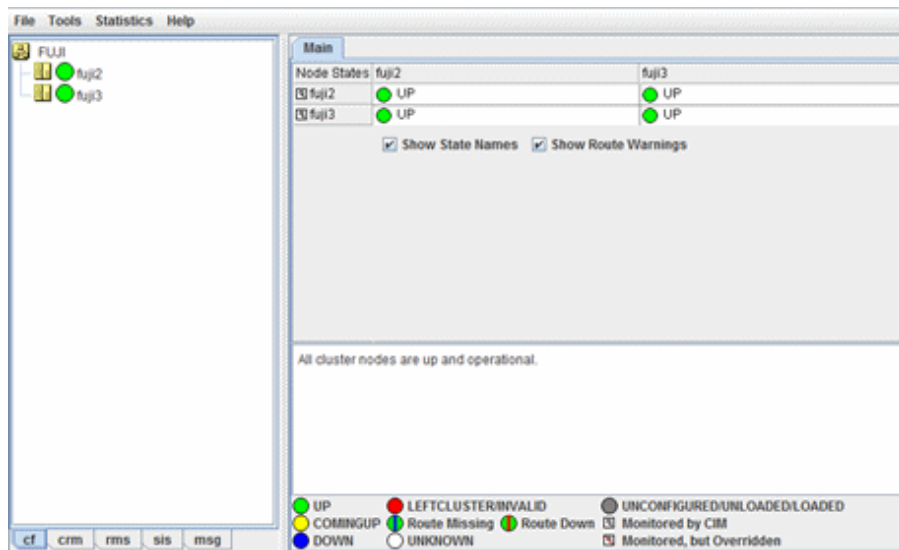 File Tools Statistics Help
FUJI
fuji2
fuji3
Main
Node States fuji2 fuji3
fuji2 UP UP
fuji3 UP UP
Show State Names Show Route Warnings
All cluster nodes are up and operational.
UP LEFTCLUSTER/INVALID UNCONFIGURED/UNLOADED/LOADED
COMINGUP Route Missing Route Down Monitored by CIM
DOWN UNKNOWN Monitored, but Overridden
cf crm rms sis msg